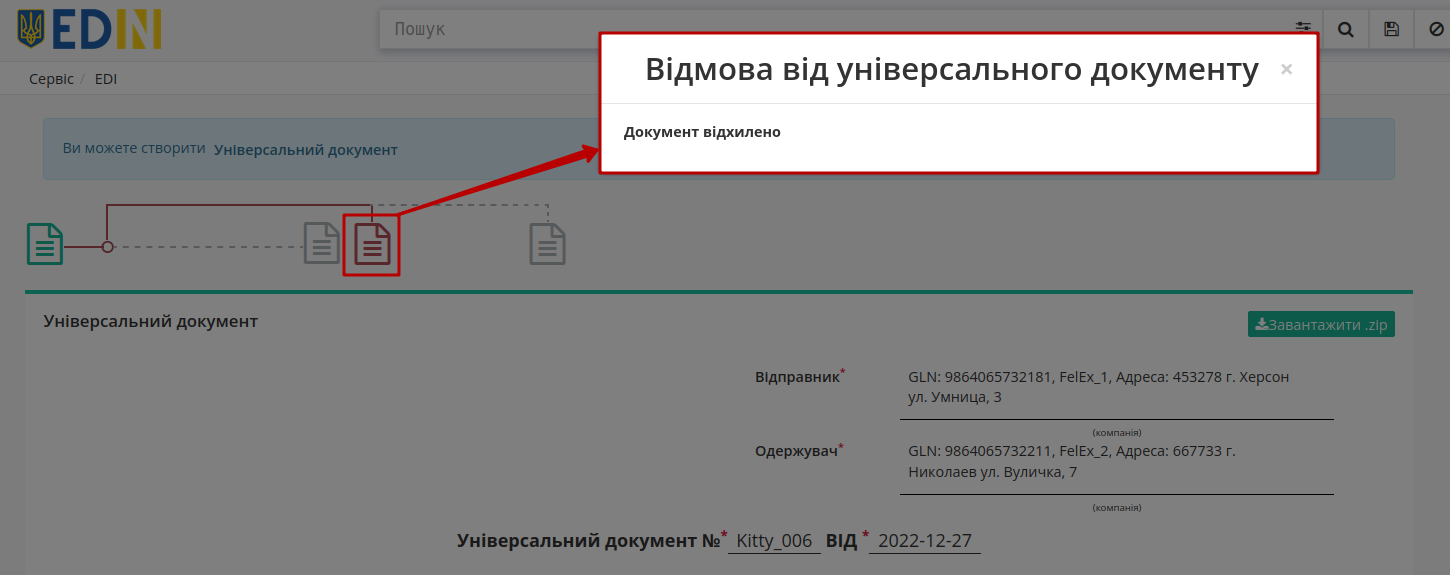 EDIN
Пошук
Сервіс / EDI
Відмова від універсального документу ×
Документ відхилено
Ви можете створити Універсальний документ
Універсальний документ
Завантажити .zip
Відправник* GLN: 9864065732181, FelEx_1, Адреса: 453278 г. Херсон
ул. Умница, 3
(компанія)
Одержувач* GLN: 9864065732211, FelEx_2, Адреса: 667733 г.
Николаев ул. Вуличка, 7
(компанія)
Універсальний документ №* Kitty_006 ВІД * 2022-12-27